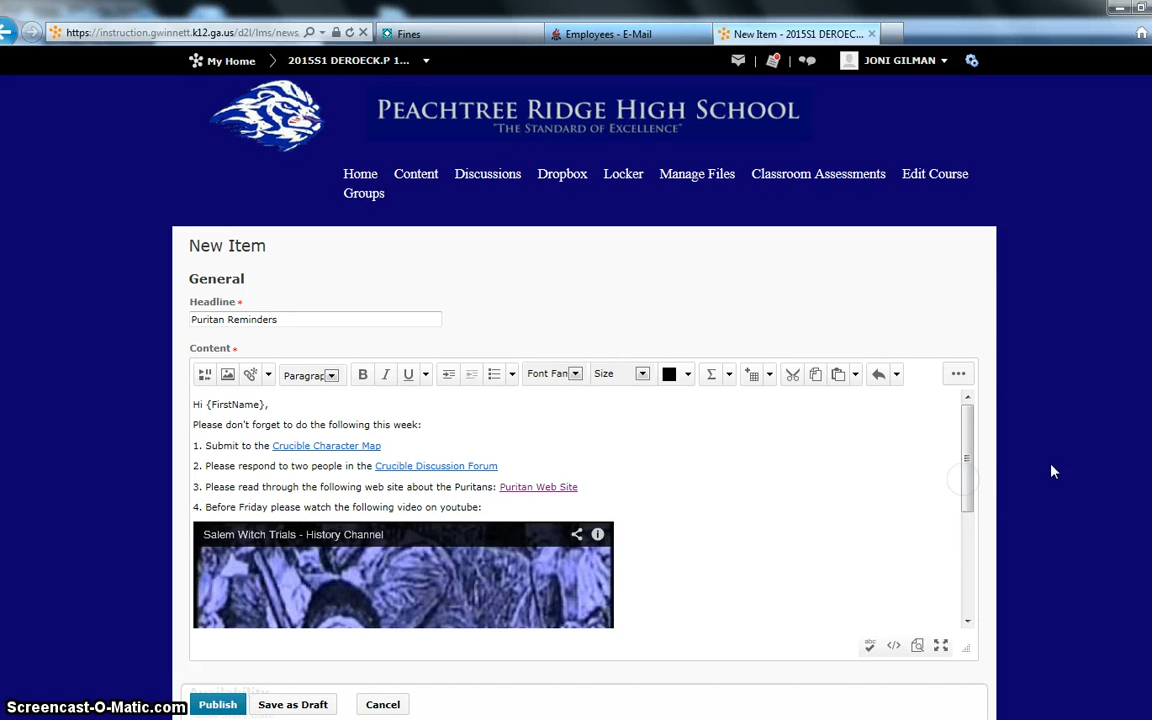 https://instruction.gwinnett.k12.ga.us/d2l/lms/news,
Fines
Employees - E-Mail
New Item - 2015S1 DEROEC...
My Home
2015S1 DEROECK.P 1...
JONI GILMAN
PEACHTREE RIDGE HIGH SCHOOL
"THE STANDARD OF EXCELLENCE"
Home Content Discussions Dropbox Locker Manage Files Classroom Assessments Edit Course
Groups
New Item
General
Headline *
Puritan Reminders
Content *
Paragrap
B I U
Font Fan
Size
Hi {FirstName},
Please don't forget to do the following this week:
1. Submit to the Crucible Character Map
2. Please respond to two people in the Crucible Discussion Forum
3. Please read through the following web site about the Puritans: Puritan Web Site
4. Before Friday please watch the following video on youtube:
Salem Witch Trials - History Channel
abc
Availability
Publish
Save as Draft
Cancel
Screencast-O-Matic.com